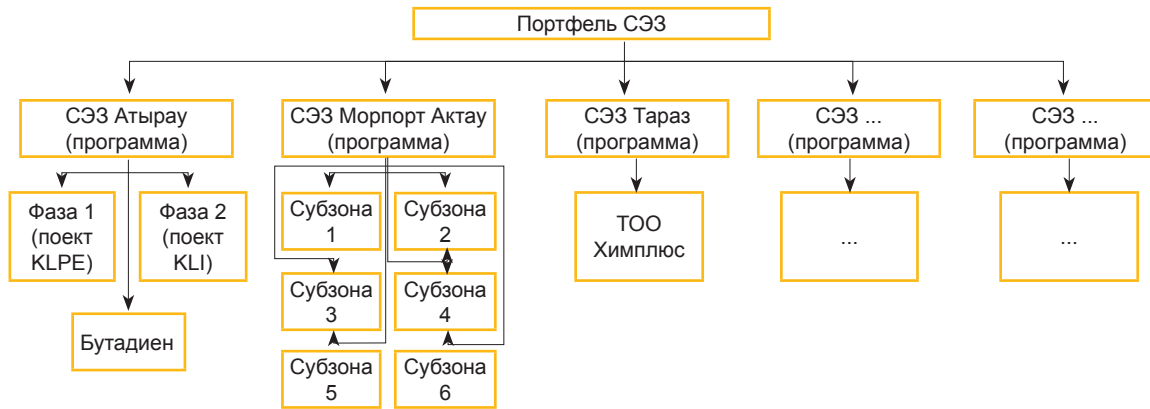 Портфель СЭЗ
СЭЗ Атырау
(программа)
СЭЗ Морпорт Актау
(программа)
СЭЗ Тараз
(программа)
СЭЗ ...
(программа)
СЭЗ ...
(программа)
Фаза 1
(поект
KLPE)
Фаза 2
(поект
KLI)
Бутадиен
Субзона
1
Субзона
2
Субзона
3
Субзона
4
Субзона
5
Субзона
6
ТОО
Химплюс
...
...